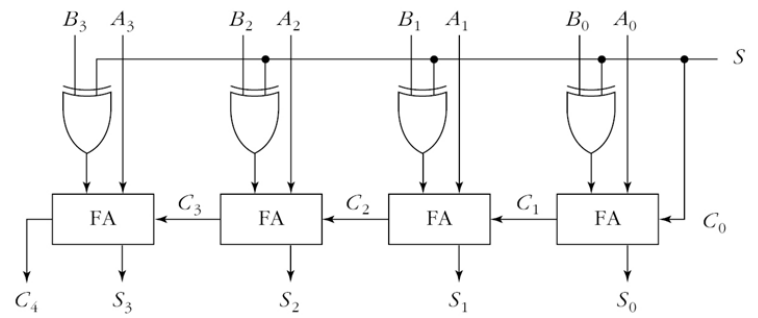 B₃ A₃ B₂ A₂ B₁ A₁ B₀ A₀
S
FA C₃ FA C₂ FA C₁ FA C₀
C₄ S₃ S₂ S₁ S₀